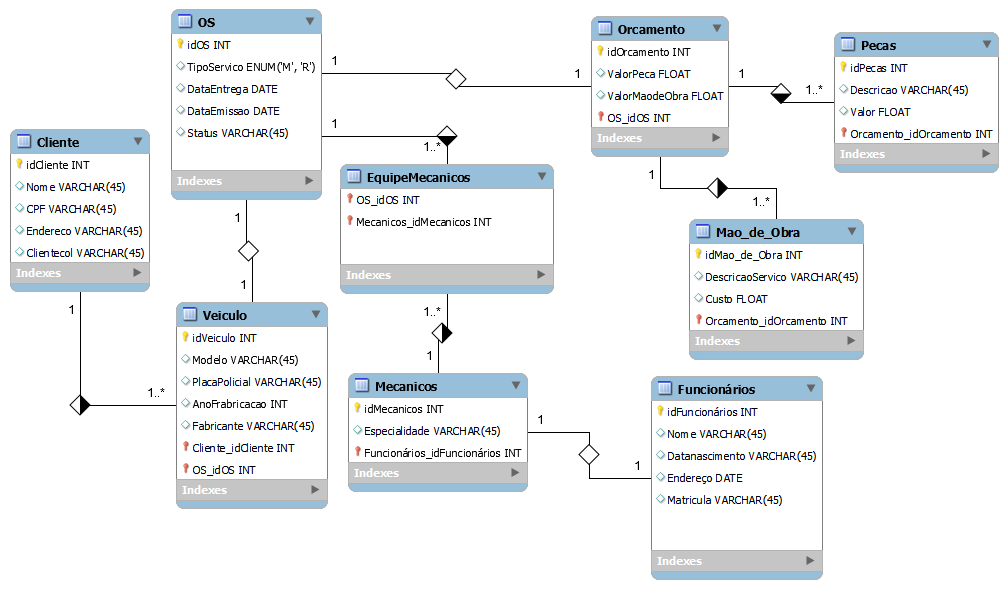 OS
idOS INT
TipoServico ENUM('M', 'R')
DataEntrega DATE
DataEmissao DATE
Status VARCHAR(45)
Indexes
Orcamento
idOrcamento INT
ValorPeca FLOAT
ValorMaodeObra FLOAT
OS_idOS INT
Indexes
Pecas
idPecas INT
Descricao VARCHAR(45)
Valor FLOAT
Orcamento_idOrcamento INT
Indexes
Cliente
idCliente INT
Nome VARCHAR(45)
CPF VARCHAR(45)
Endereco VARCHAR(45)
Clientecol VARCHAR(45)
Indexes
EquipeMecanicos
OS_idOS INT
Mecanicos_idMecanicos INT
Indexes
Mao_de_Obra
idMao_de_Obra INT
DescricaoServico VARCHAR(45)
Custo FLOAT
Orcamento_idOrcamento INT
Indexes
Veiculo
idVeiculo INT
Modelo VARCHAR(45)
PlacaPolicial VARCHAR(45)
AnoFrabricacao INT
Fabricante VARCHAR(45)
Cliente_idCliente INT
OS_idOS INT
Indexes
Mecanicos
idMecanicos INT
Especialidade VARCHAR(45)
Funcionários_idFuncionários INT
Indexes
Funcionários
idFuncionários INT
Nome VARCHAR(45)
Datanascimento VARCHAR(45)
Endereço DATE
Matricula VARCHAR(45)
Indexes
1
1
1
1..*
1
1..*
1
1..*
1
1
1
1..*
1..*
1
1
1